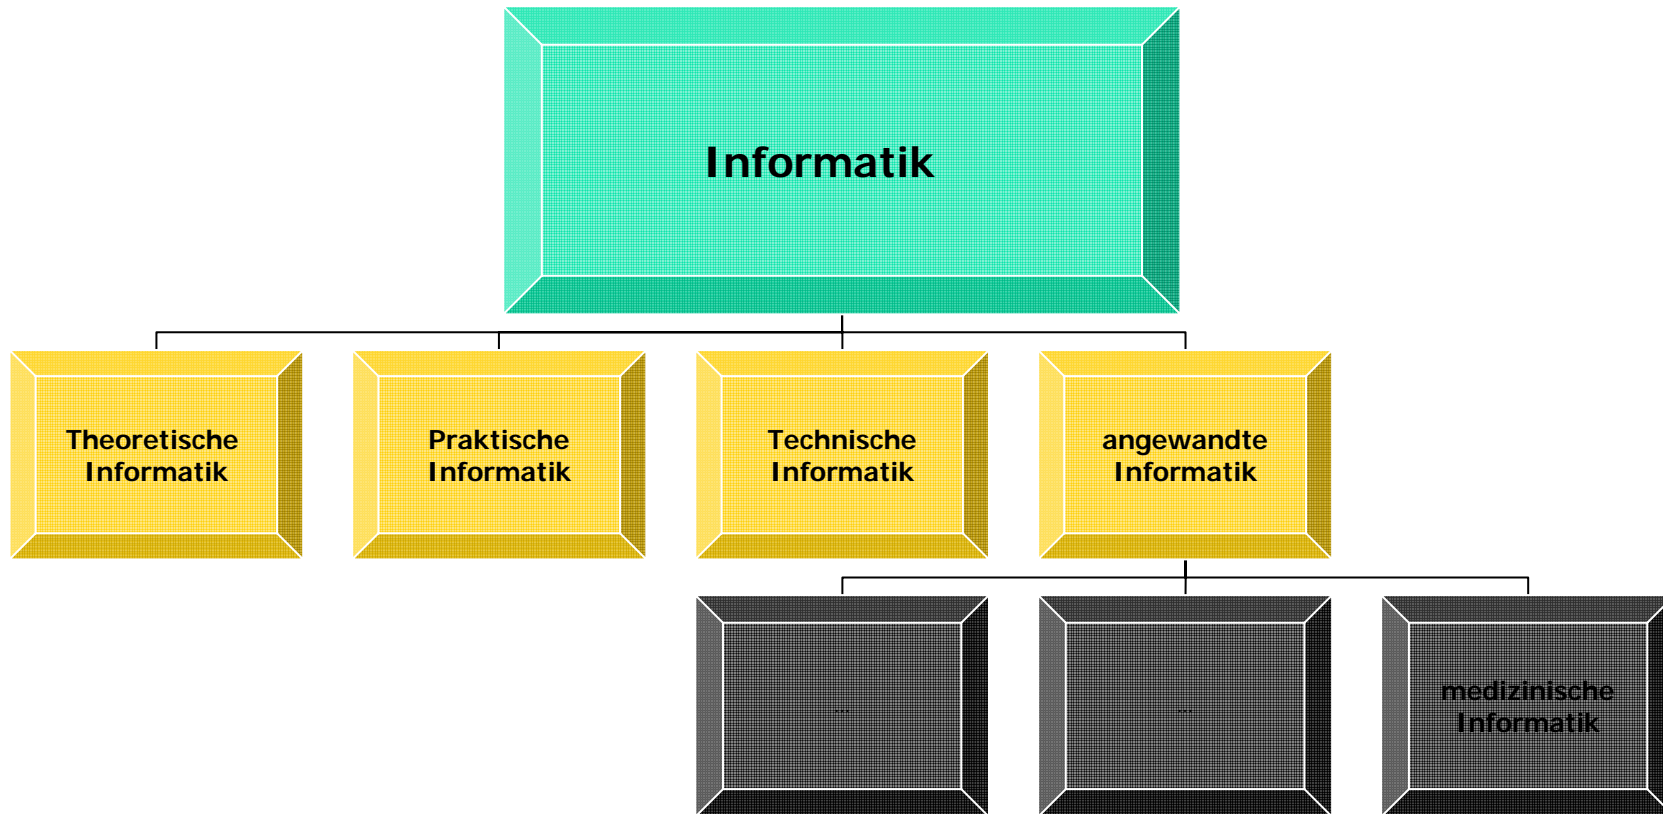 Informatik
Theoretische
Informatik
Praktische
Informatik
Technische
Informatik
angewandte
Informatik
...
...
medizinische
Informatik